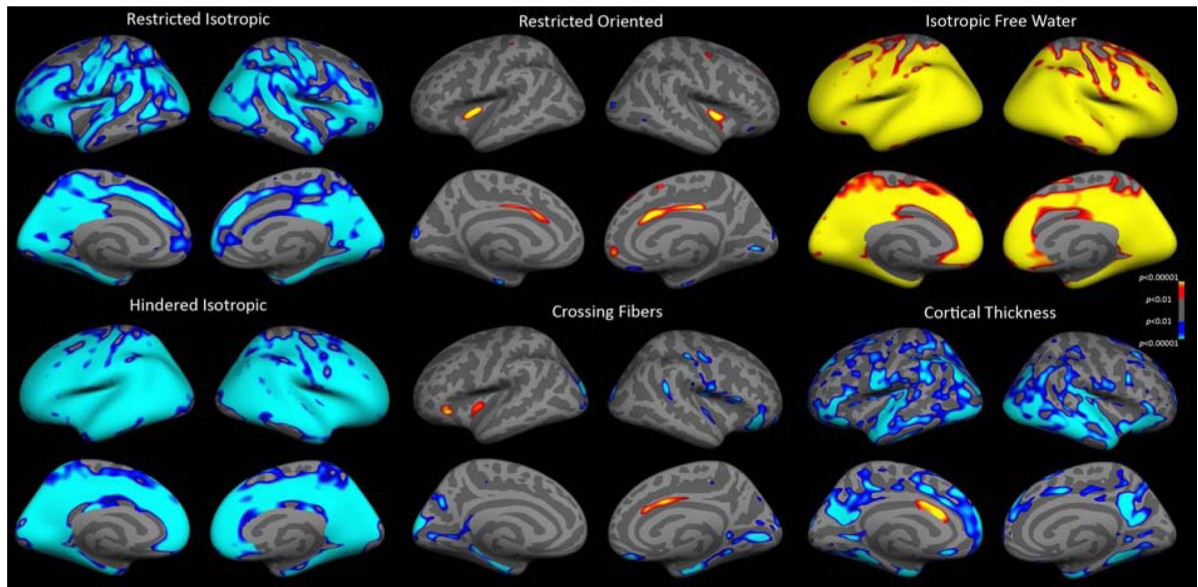 Restricted Isotropic
Restricted Oriented
Isotropic Free Water
p<0.00001
p<0.01
p<0.01
p<0.00001
Hindered Isotropic
Crossing Fibers
Cortical Thickness